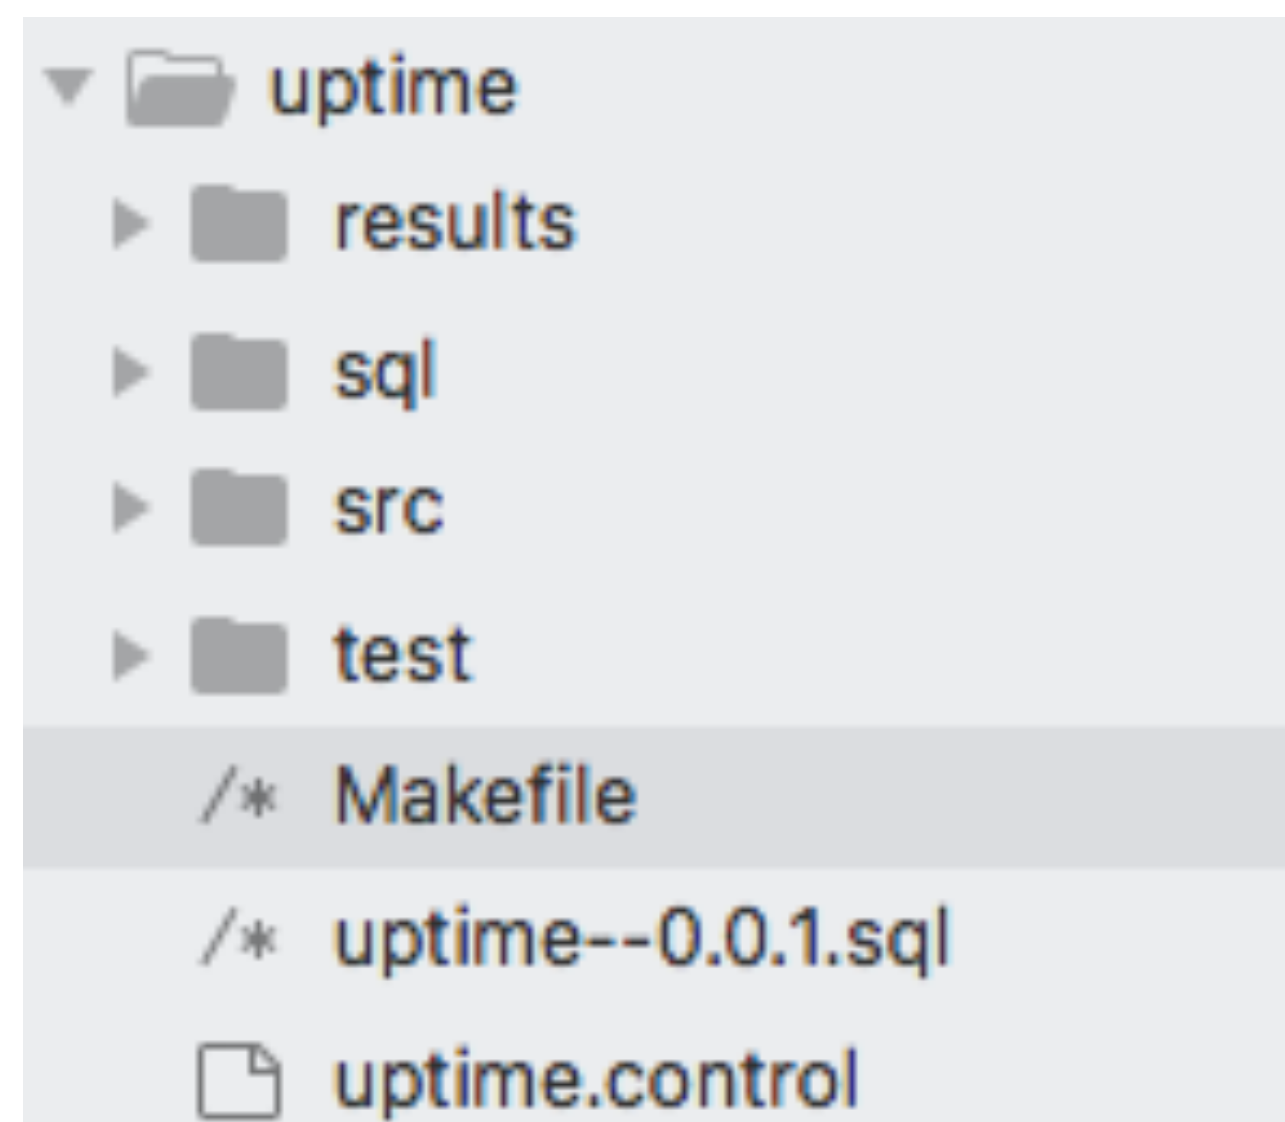 uptime
results
sql
src
test
/* Makefile
/* uptime--0.0.1.sql
uptime.control